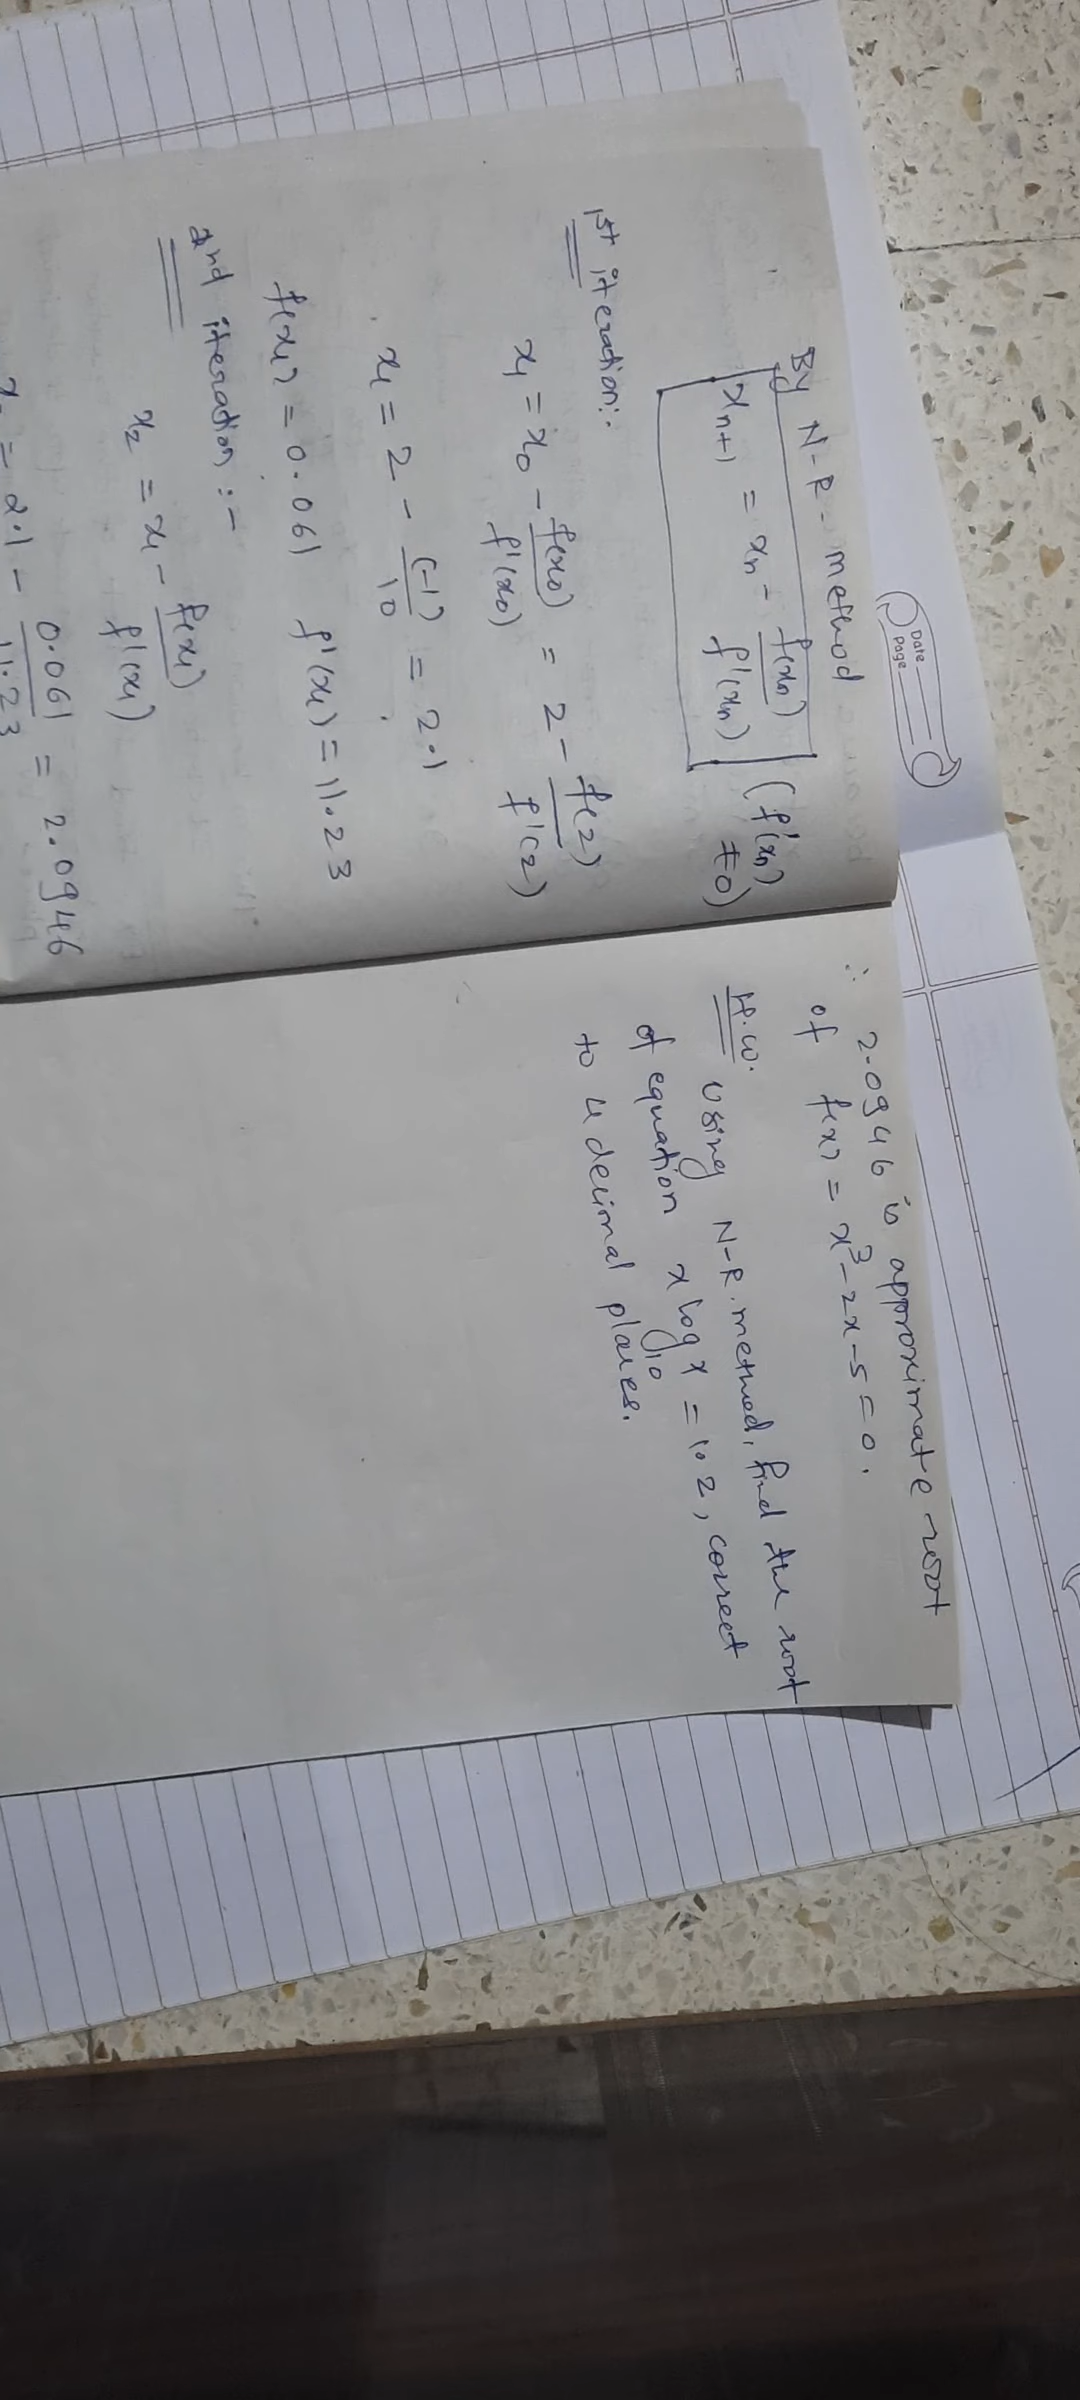 Date
Page
By N-R- method
xn+1 = xn - f(xn) / f'(xn) (f'(xn) ≠ 0)
1st iteration:-
x1 = x0 - f(x0) / f'(x0) = 2 - f(2) / f'(2)
x1 = 2 - (-1) / 10 = 2.1
f(x1) = 0.061 f'(x1) = 11.23
2nd iteration :-
x2 = x1 - f(x1) / f'(x1)
= 2.1 - 0.061 / 11.23 = 2.0946
∴ 2.0946 is approximate root
of f(x) = x³ - 2x - 5 = 0.
H.W. Using N-R. method, find the root
of equation x log10 x = 1.2, correct
to 4 decimal places.